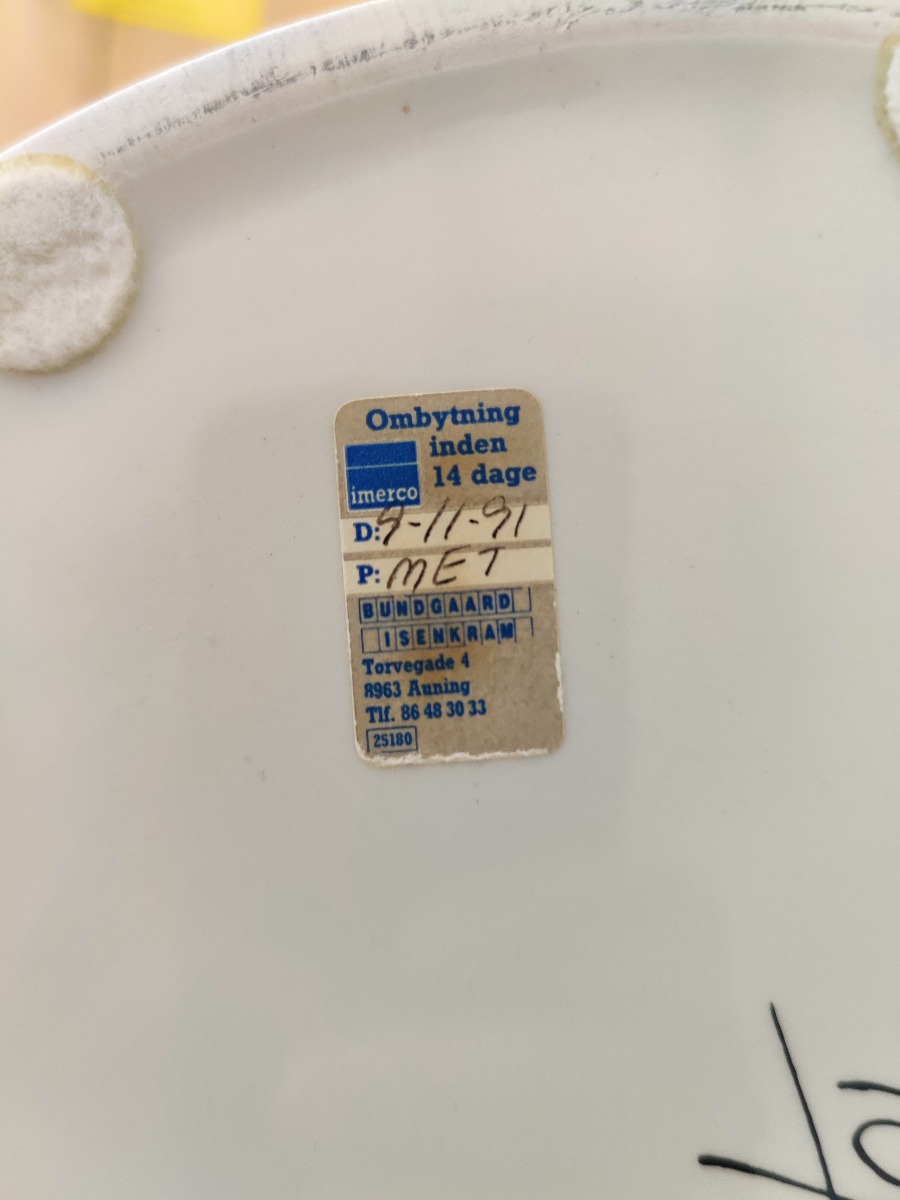 Ombytning
inden
14 dage
imerco
D: 9-11-91
P: MET
BUNDGAARD
ISENKRAM
Torvegade 4
8963 Auning
Tlf. 86 48 30 33
25180